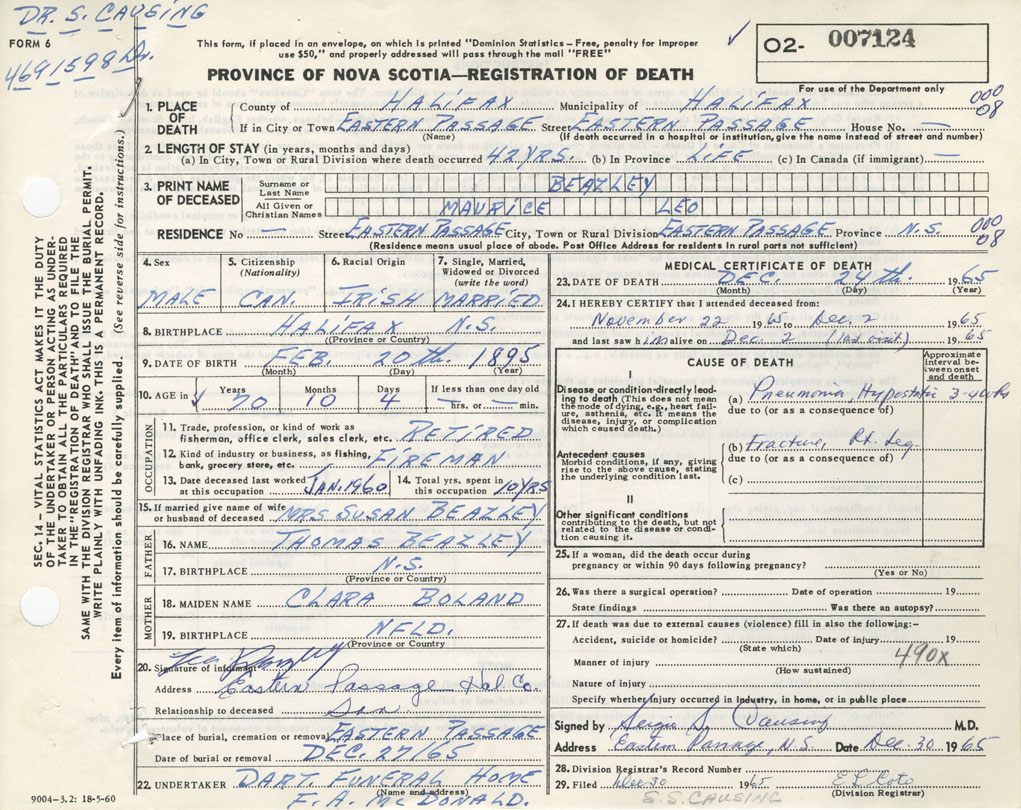 DR. S. CAUSING
FORM 6
4691598 Dr.
This form, if placed in an envelope, on which is printed "Dominion Statistics – Free, penalty for improper
use $50," and properly addressed will pass through the mail "FREE"
PROVINCE OF NOVA SCOTIA—REGISTRATION OF DEATH
✓ O2- 007124
For use of the Department only
1. PLACE OF DEATH
County of HALIFAX Municipality of HALIFAX 000
If in City or Town EASTERN PASSAGE Street EASTERN PASSAGE House No. — 08
(Name) (If death occurred in a hospital or institution, give the name instead of street and number)
2. LENGTH OF STAY (in years, months and days)
(a) In City, Town or Rural Division where death occurred 42 YRS. (b) In Province LIFE (c) In Canada (if immigrant) —
3. PRINT NAME OF DECEASED
Surname or Last Name BEAZLEY
All Given or Christian Names MAURICE LEO
RESIDENCE No — Street EASTERN PASSAGE City, Town or Rural Division EASTERN PASSAGE Province N.S. 000 08
(Residence means usual place of abode. Post Office Address for residents in rural parts not sufficient)
4. Sex MALE
5. Citizenship (Nationality) CAN.
6. Racial Origin IRISH
7. Single, Married, Widowed or Divorced (write the word) MARRIED
8. BIRTHPLACE HALIFAX N.S.
(Province or Country)
9. DATE OF BIRTH FEB. 20th. 1895
(Month) (Day) (Year)
10. AGE in ✓ Years 70 Months 10 Days 4 If less than one day old — hrs. or — min.
OCCUPATION
11. Trade, profession, or kind of work as
fisherman, office clerk, sales clerk, etc. RETIRED
12. Kind of industry or business, as fishing,
bank, grocery store, etc. FIREMAN
13. Date deceased last worked at this occupation JAN. 1960 14. Total yrs. spent in this occupation 10 YRS
15. If married give name of wife
or husband of deceased MRS SUSAN BEAZLEY
FATHER
16. NAME THOMAS BEAZLEY
17. BIRTHPLACE N.S.
(Province or Country)
MOTHER
18. MAIDEN NAME CLARA BOLAND
19. BIRTHPLACE NFLD.
(Province or Country)
20. Signature of informant Leo Beazley
Address Eastern Passage Hal Co.
Relationship to deceased Son
21. Place of burial, cremation or removal EASTERN PASSAGE
Date of burial or removal DEC. 27/65
22. UNDERTAKER DART. FUNERAL HOME
(Name and address)
F. A. McDONALD.
9004-3.2: 18-5-60
MEDICAL CERTIFICATE OF DEATH
23. DATE OF DEATH DEC. 24th. 1965
(Month) (Day) (Year)
24. I HEREBY CERTIFY that I attended deceased from:
November 22 1965 to Dec. 2 1965
and last saw him alive on Dec. 2 (last visit) 1965
CAUSE OF DEATH
Approximate interval between onset and death
I
Disease or condition directly leading to death (This does not mean the mode of dying, e.g., heart failure, asthenia, etc. It means the disease, injury, or complication which caused death.)
(a) Pneumonia, Hypostatic 3-4 wks
due to (or as a consequence of)
Antecedent causes
Morbid conditions, if any, giving rise to the above cause, stating the underlying condition last.
(b) Fracture, Rt. Leg.
due to (or as a consequence of)
(c)
II
Other significant conditions
contributing to the death, but not related to the disease or condition causing it.
25. If a woman, did the death occur during
pregnancy or within 90 days following pregnancy?
(Yes or No)
26. Was there a surgical operation? Date of operation 19
State findings Was there an autopsy?
27. If death was due to external causes (violence) fill in also the following:–
Accident, suicide or homicide? Date of injury 19
(State which)
490X
Manner of injury
(How sustained)
Nature of injury
Specify whether injury occurred in industry, in home, or in public place
Signed by Sergio S. Causing M.D.
Address Eastern Passage, N.S. Date Dec. 30 1965
28. Division Registrar's Record Number
29. Filed Dec 30 1965
(Division Registrar)
S.S. CAUSING
SEC. 14 – VITAL STATISTICS ACT MAKES IT THE DUTY
OF THE UNDERTAKER OR PERSON ACTING AS UNDER-
TAKER TO OBTAIN ALL THE PARTICULARS REQUIRED
IN THE "REGISTRATION OF DEATH" AND TO FILE THE
SAME WITH THE DIVISION REGISTRAR WHO SHALL ISSUE THE BURIAL PERMIT.
WRITE PLAINLY WITH UNFADING INK. THIS IS A PERMANENT RECORD.
Every item of information should be carefully supplied. (See reverse side for instructions.)